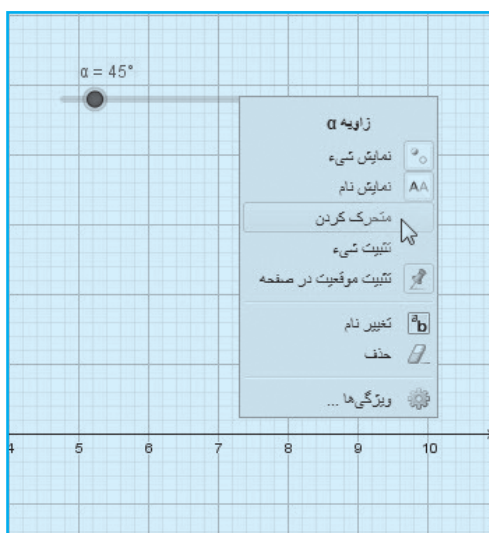 α = 45°
زاویه α
نمایش شیء
نمایش نام
متحرک کردن
تثبیت شیء
تثبیت موقعیت در صفحه
تغییر نام
حذف
ویژگی‌ها ...
4 5 6 7 8 9 10